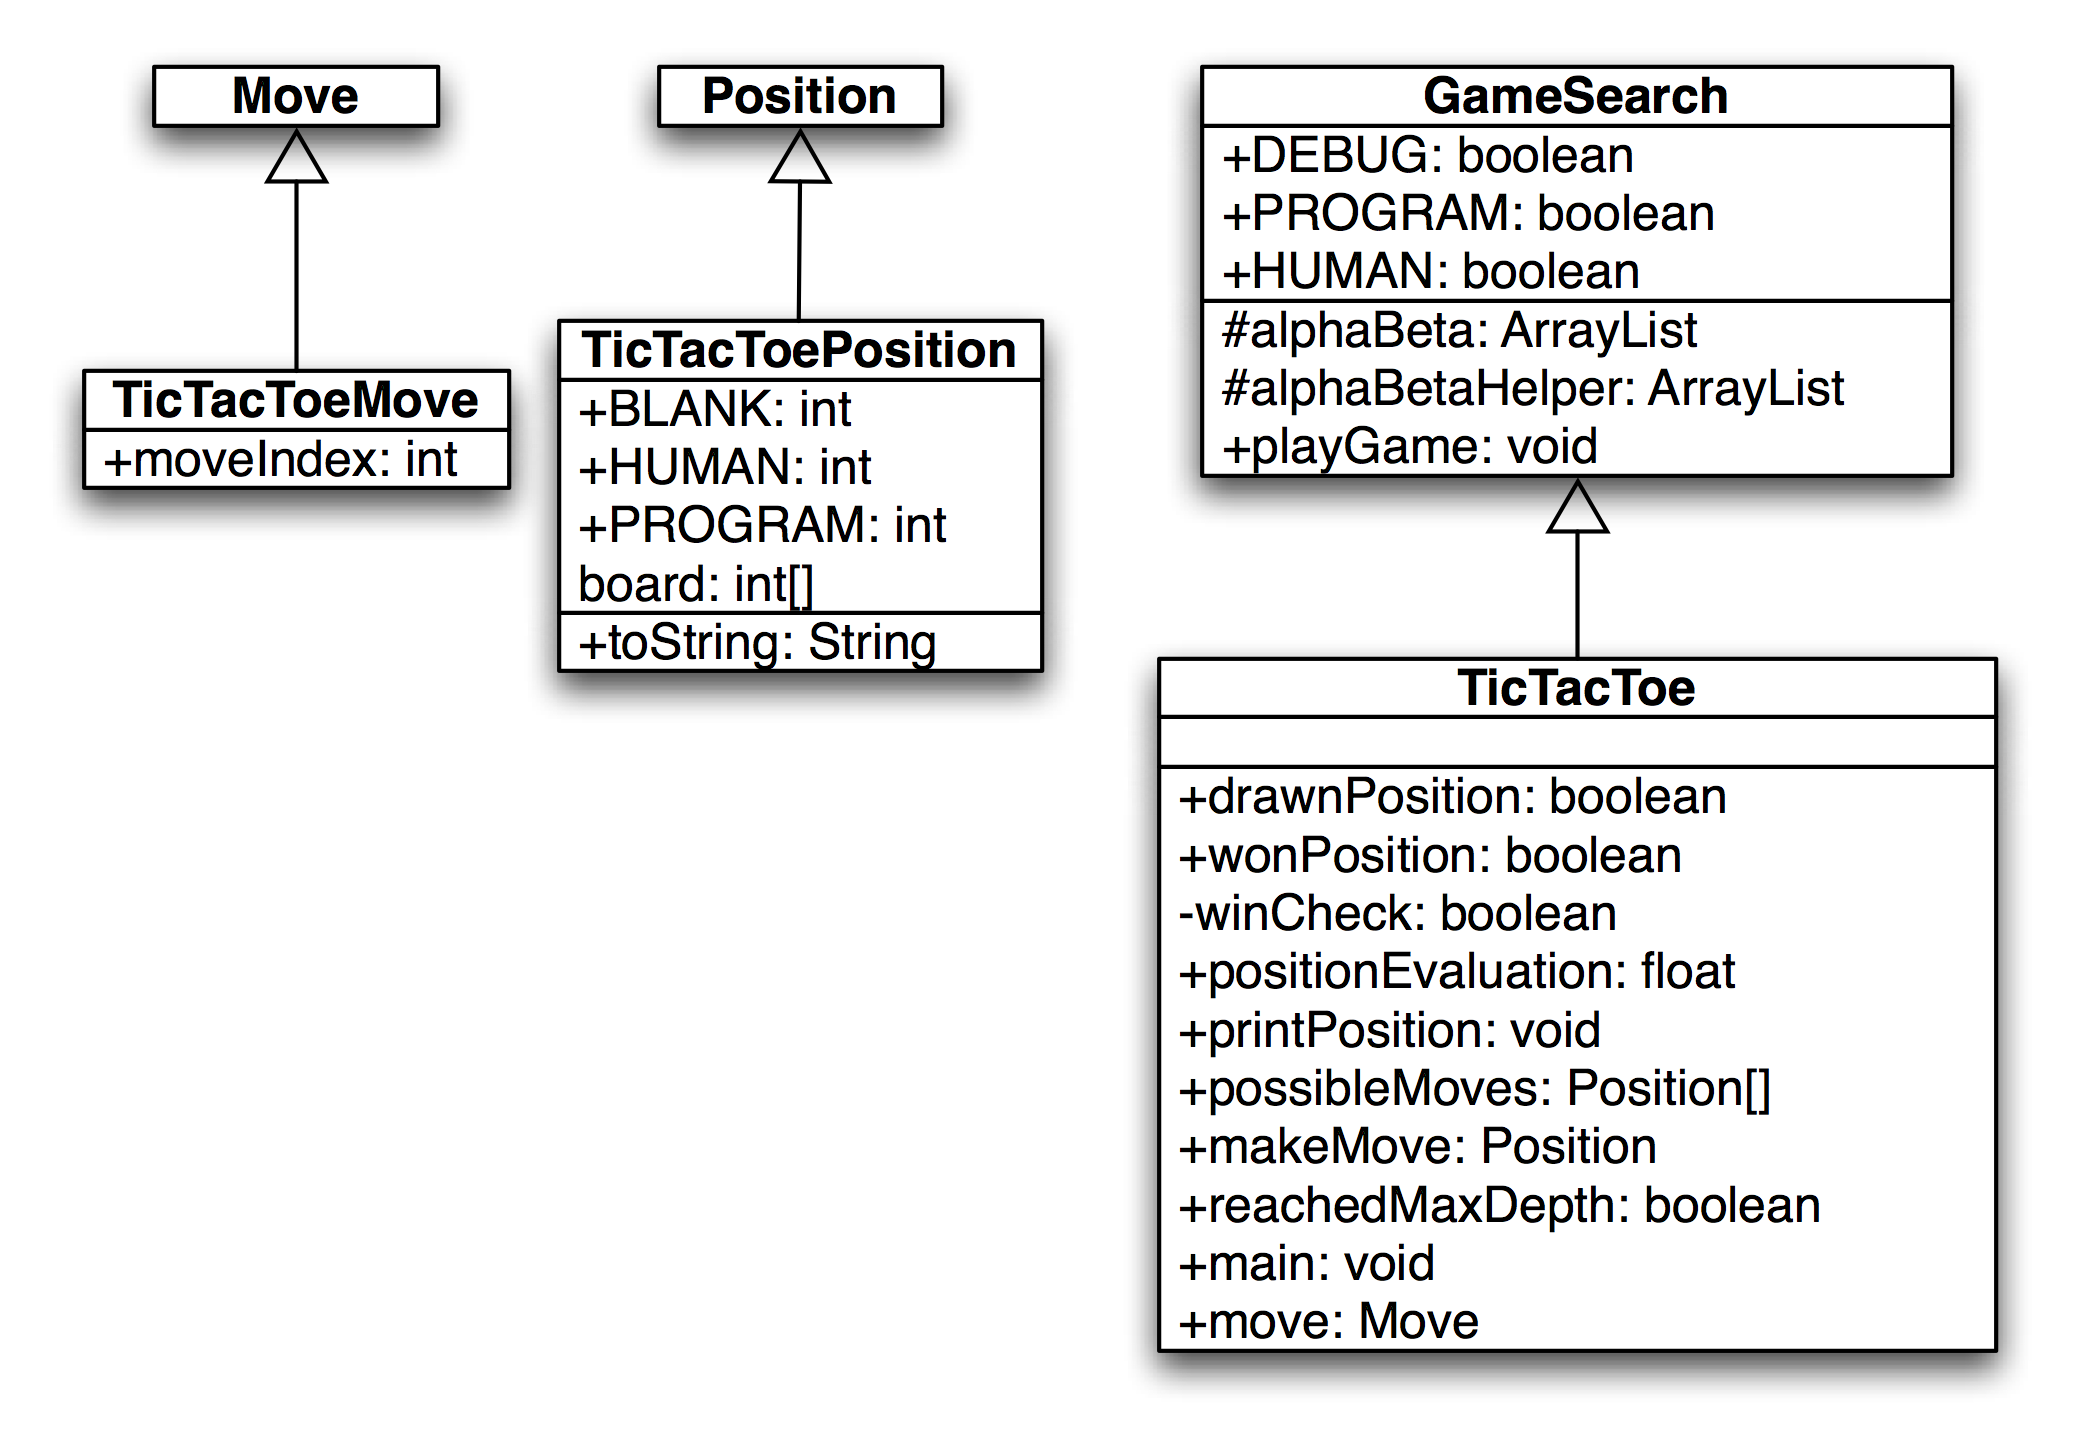 Move
TicTacToeMove
+moveIndex: int
Position
TicTacToePosition
+BLANK: int
+HUMAN: int
+PROGRAM: int
board: int[]
+toString: String
GameSearch
+DEBUG: boolean
+PROGRAM: boolean
+HUMAN: boolean
#alphaBeta: ArrayList
#alphaBetaHelper: ArrayList
+playGame: void
TicTacToe
+drawnPosition: boolean
+wonPosition: boolean
-winCheck: boolean
+positionEvaluation: float
+printPosition: void
+possibleMoves: Position[]
+makeMove: Position
+reachedMaxDepth: boolean
+main: void
+move: Move